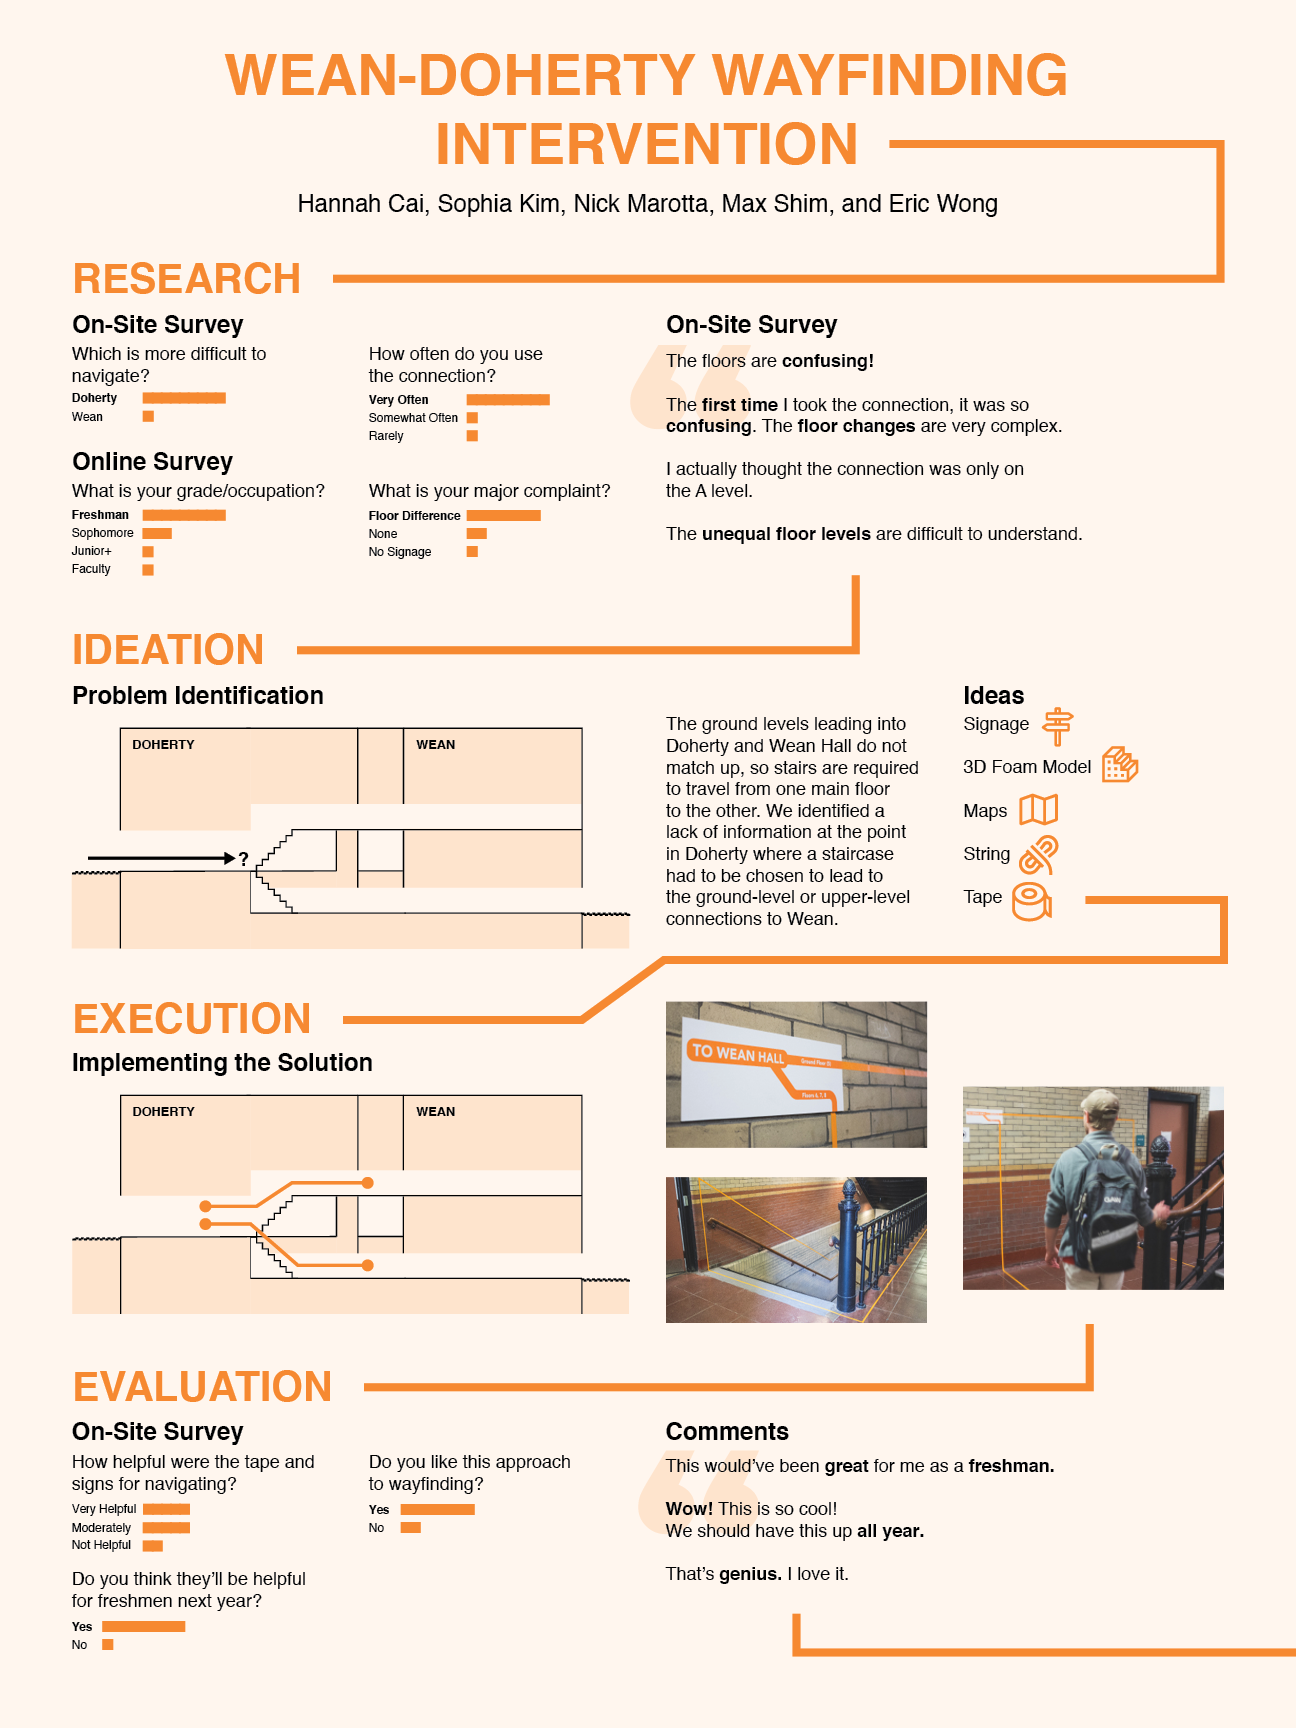 WEAN-DOHERTY WAYFINDING
INTERVENTION
Hannah Cai, Sophia Kim, Nick Marotta, Max Shim, and Eric Wong
RESEARCH
On-Site Survey
Which is more difficult to
navigate?
Doherty
Wean
How often do you use
the connection?
Very Often
Somewhat Often
Rarely
Online Survey
What is your grade/occupation?
Freshman
Sophomore
Junior+
Faculty
What is your major complaint?
Floor Difference
None
No Signage
On-Site Survey
The floors are confusing!
The first time I took the connection, it was so
confusing. The floor changes are very complex.
I actually thought the connection was only on
the A level.
The unequal floor levels are difficult to understand.
IDEATION
Problem Identification
DOHERTY
WEAN
?
The ground levels leading into
Doherty and Wean Hall do not
match up, so stairs are required
to travel from one main floor
to the other. We identified a
lack of information at the point
in Doherty where a staircase
had to be chosen to lead to
the ground-level or upper-level
connections to Wean.
Ideas
Signage
3D Foam Model
Maps
String
Tape
EXECUTION
Implementing the Solution
DOHERTY
WEAN
TO WEAN HALL
Ground Floor
Floors 6, 7, 8
EVALUATION
On-Site Survey
How helpful were the tape and
signs for navigating?
Very Helpful
Moderately
Not Helpful
Do you like this approach
to wayfinding?
Yes
No
Do you think they'll be helpful
for freshmen next year?
Yes
No
Comments
This would've been great for me as a freshman.
Wow! This is so cool!
We should have this up all year.
That's genius. I love it.